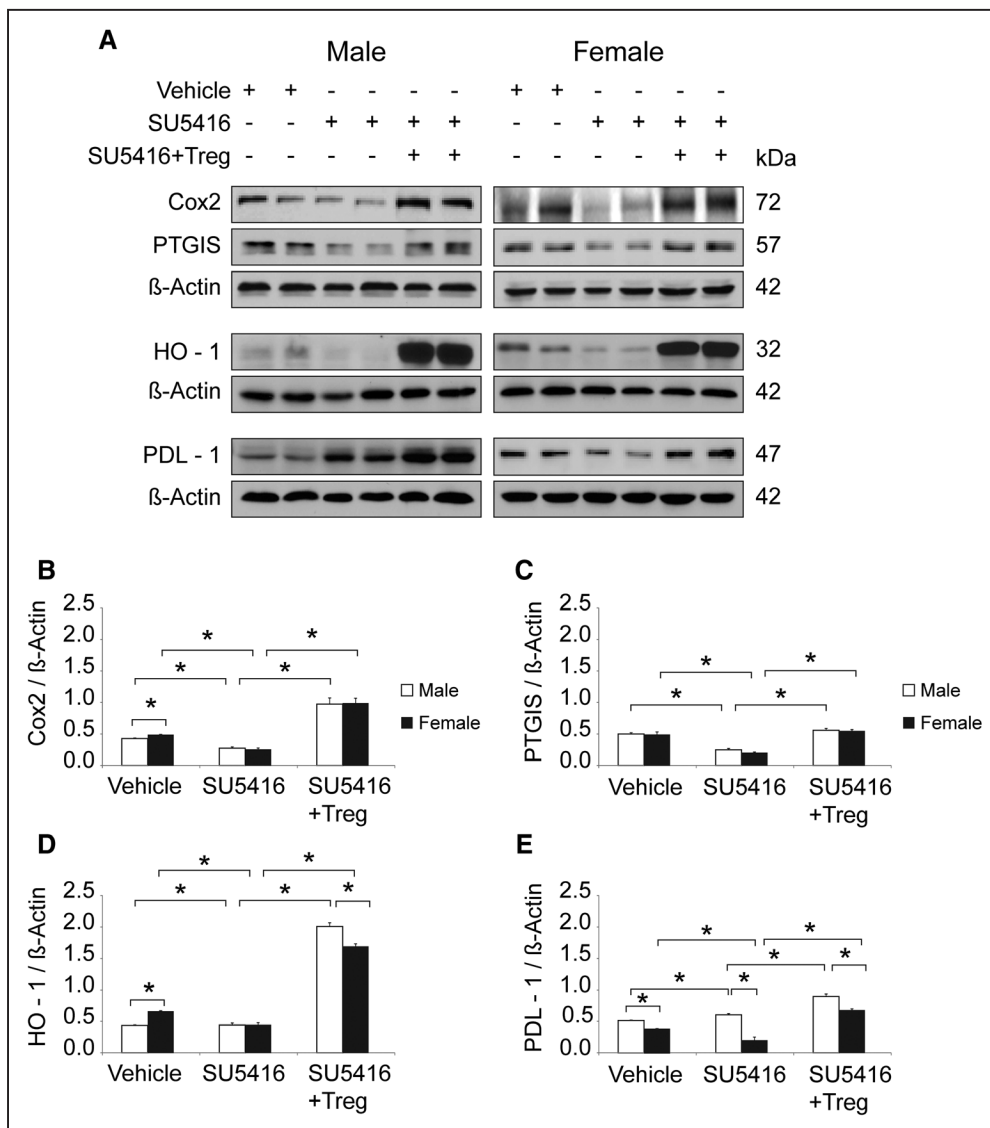 A
Male Female
Vehicle + + - - - - + + - - - -
SU5416 - - + + + + - - + + + +
SU5416+Treg - - - - + + - - - - + + kDa
Cox2 72
PTGIS 57
ß-Actin 42
HO - 1 32
ß-Actin 42
PDL - 1 47
ß-Actin 42
B
Cox2 / ß-Actin
2.5
2.0
1.5
1.0
0.5
0.0
* *
* *
*
Male
Female
Vehicle SU5416 SU5416
+Treg
C
PTGIS / ß-Actin
2.5
2.0
1.5
1.0
0.5
0.0
* *
* *
Male
Female
Vehicle SU5416 SU5416
+Treg
D
HO - 1 / ß-Actin
2.5
2.0
1.5
1.0
0.5
0.0
* *
* * *
*
Vehicle SU5416 SU5416
+Treg
E
PDL - 1 / ß-Actin
2.5
2.0
1.5
1.0
0.5
0.0
* *
* * *
* *
Vehicle SU5416 SU5416
+Treg